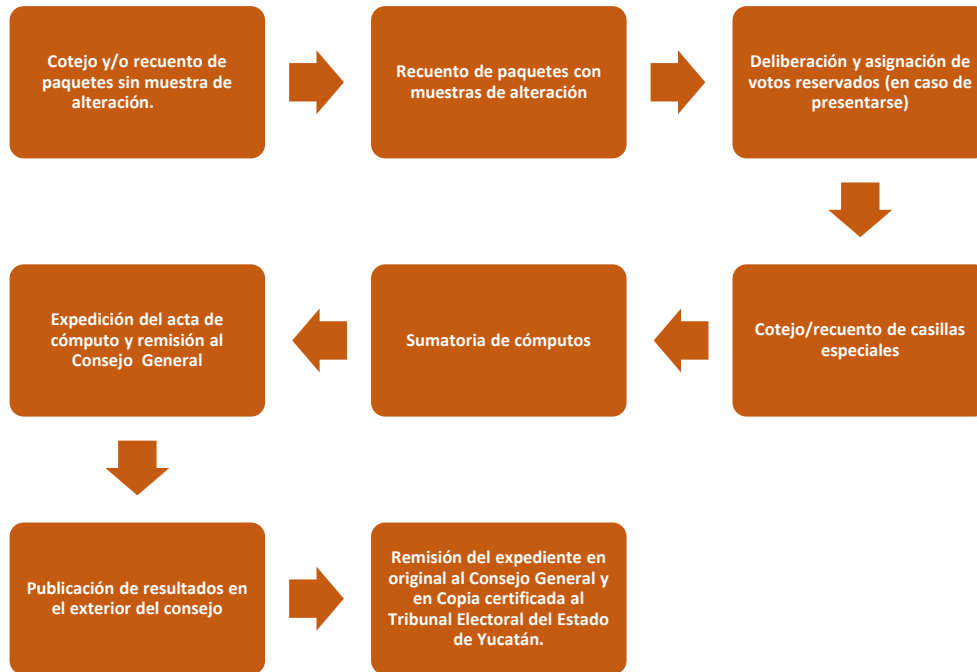 Cotejo y/o recuento de
paquetes sin muestra de
alteración.
Recuento de paquetes con
muestras de alteración
Deliberación y asignación de
votos reservados (en caso de
presentarse)
Cotejo/recuento de casillas
especiales
Sumatoria de cómputos
Expedición del acta de
cómputo y remisión al
Consejo General
Publicación de resultados en
el exterior del consejo
Remisión del expediente en
original al Consejo General y
en Copia certificada al
Tribunal Electoral del Estado
de Yucatán.